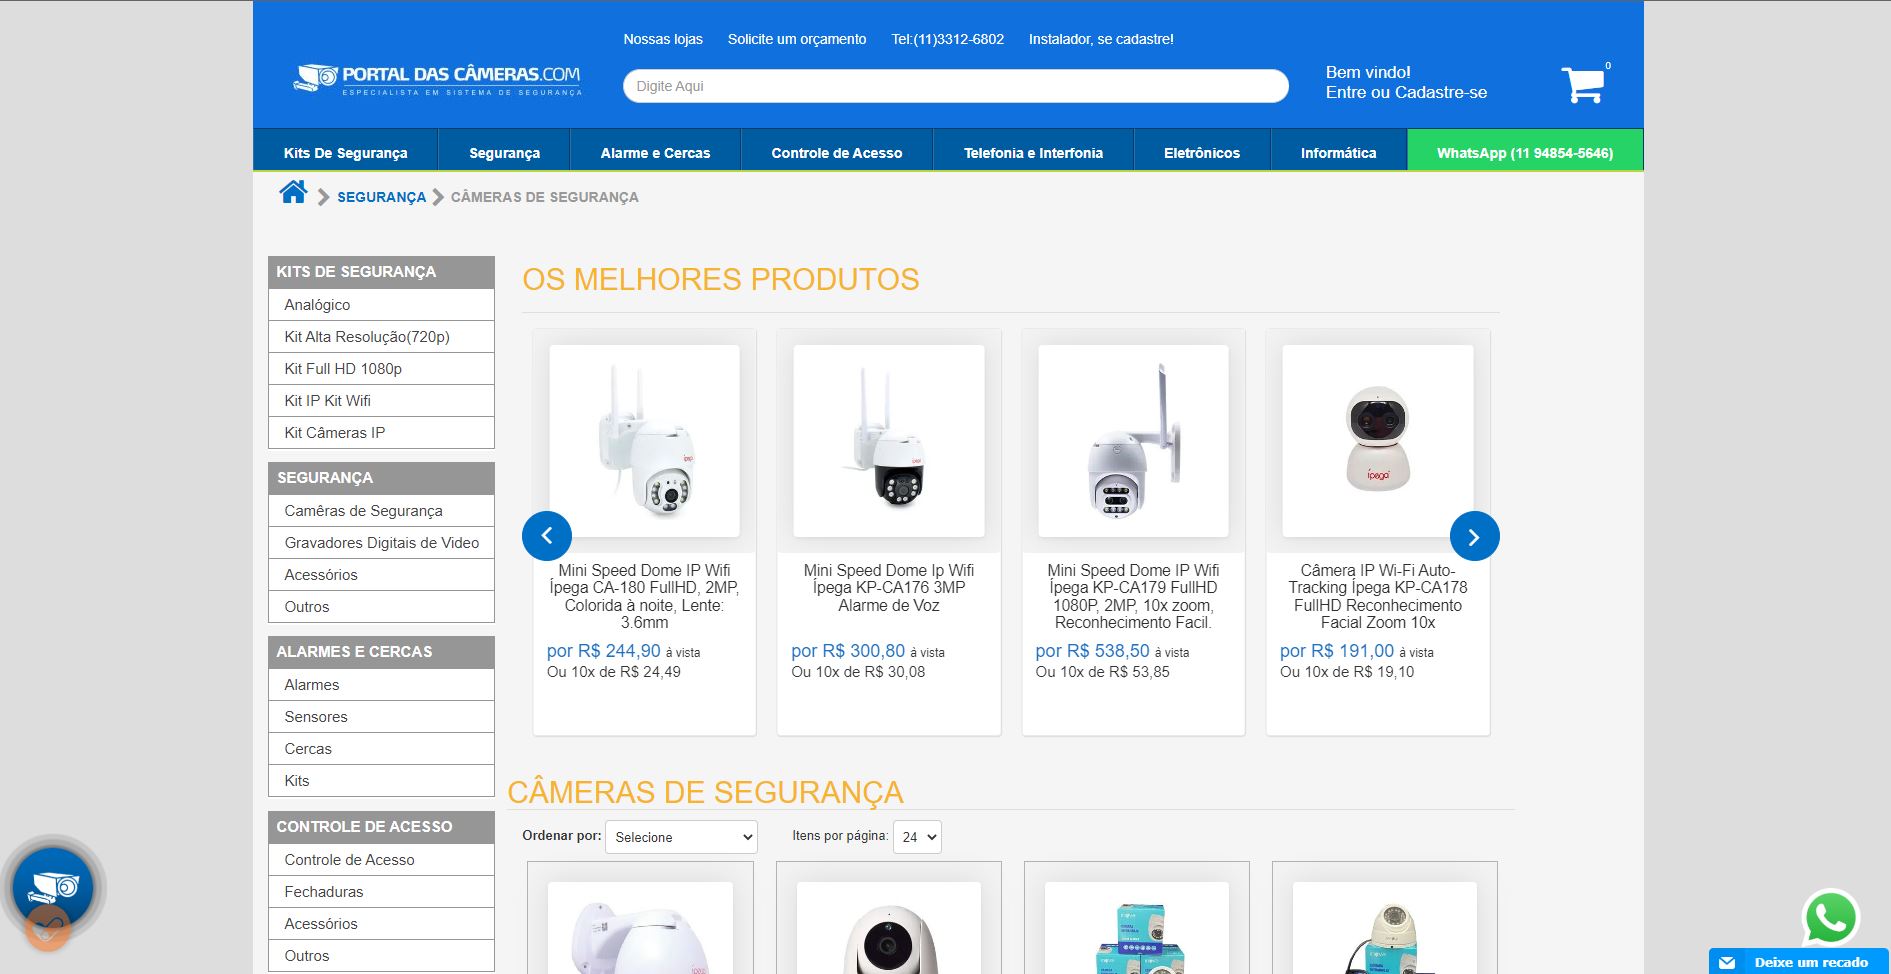 Nossas lojas Solicite um orçamento Tel:(11)3312-6802 Instalador, se cadastre!
PORTAL DAS CÂMERAS.COM
ESPECIALISTA EM SISTEMA DE SEGURANÇA
Digite Aqui
Bem vindo!
Entre ou Cadastre-se
0
Kits De Segurança Segurança Alarme e Cercas Controle de Acesso Telefonia e Interfonia Eletrônicos Informática WhatsApp (11 94854-5646)
SEGURANÇA CÂMERAS DE SEGURANÇA
KITS DE SEGURANÇA
Analógico
Kit Alta Resolução(720p)
Kit Full HD 1080p
Kit IP Kit Wifi
Kit Câmeras IP
SEGURANÇA
Camêras de Segurança
Gravadores Digitais de Video
Acessórios
Outros
ALARMES E CERCAS
Alarmes
Sensores
Cercas
Kits
CONTROLE DE ACESSO
Controle de Acesso
Fechaduras
Acessórios
Outros
OS MELHORES PRODUTOS
ípega
Mini Speed Dome IP Wifi
Ípega CA-180 FullHD, 2MP,
Colorida à noite, Lente:
3.6mm
por R$ 244,90 à vista
Ou 10x de R$ 24,49
ípega
Mini Speed Dome Ip Wifi
Ípega KP-CA176 3MP
Alarme de Voz
por R$ 300,80 à vista
Ou 10x de R$ 30,08
Mini Speed Dome IP Wifi
Ípega KP-CA179 FullHD
1080P, 2MP, 10x zoom,
Reconhecimento Facil.
por R$ 538,50 à vista
Ou 10x de R$ 53,85
ípega
Câmera IP Wi-Fi Auto-
Tracking Ípega KP-CA178
FullHD Reconhecimento
Facial Zoom 10x
por R$ 191,00 à vista
Ou 10x de R$ 19,10
CÂMERAS DE SEGURANÇA
Ordenar por: Selecione Itens por página: 24
Deixe um recado